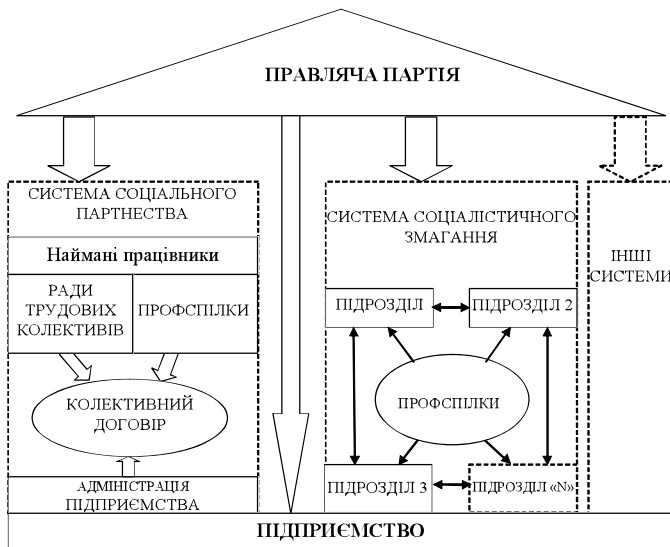 ПРАВЛЯЧА ПАРТІЯ
СИСТЕМА СОЦІАЛЬНОГО
ПАРТНЕСТВА
Наймані працівники
РАДИ
ТРУДОВИХ
КОЛЕКТИВІВ
ПРОФСПІЛКИ
КОЛЕКТИВНИЙ
ДОГОВІР
АДМІНІСТРАЦІЯ
ПІДПРИЄМСТВА
СИСТЕМА СОЦІАЛІСТИЧНОГО
ЗМАГАННЯ
ПІДРОЗДІЛ
ПІДРОЗДІЛ 2
ПРОФСПІЛКИ
ПІДРОЗДІЛ 3
ПІДРОЗДІЛ «N»
ІНШІ
СИСТЕМИ
ПІДПРИЄМСТВО